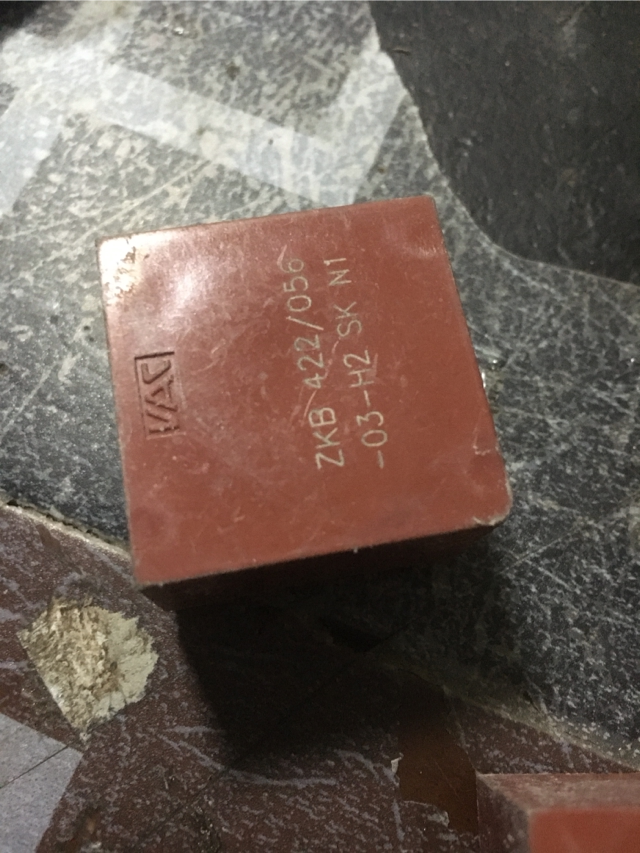 VAC
ZKB 422/056
-03-H2 SK N1